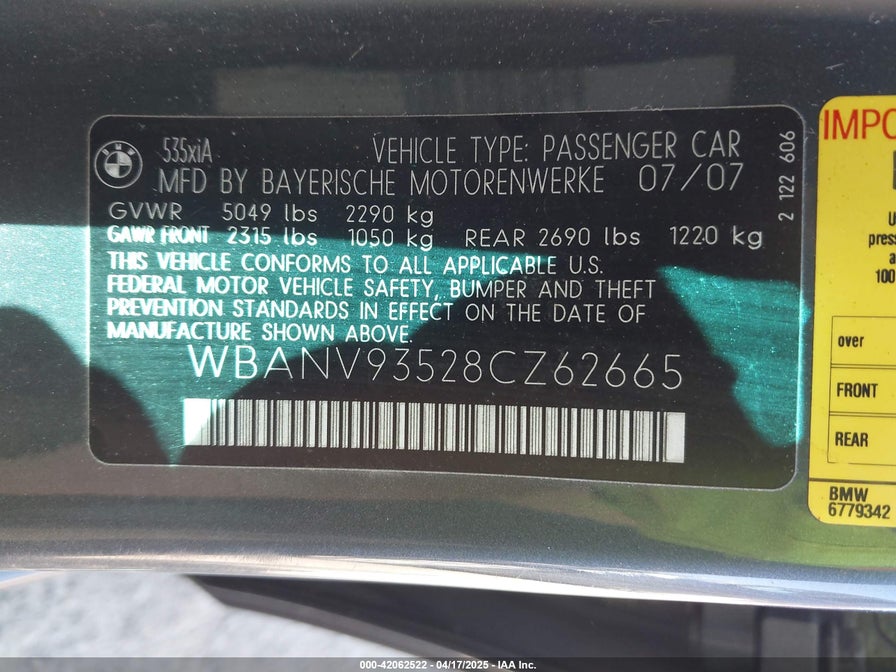 535xiA
VEHICLE TYPE: PASSENGER CAR
MFD BY BAYERISCHE MOTORENWERKE 07/07
GVWR 5049 lbs 2290 kg
GAWR FRONT 2315 lbs 1050 kg REAR 2690 lbs 1220 kg
THIS VEHICLE CONFORMS TO ALL APPLICABLE U.S.
FEDERAL MOTOR VEHICLE SAFETY, BUMPER AND THEFT
PREVENTION STANDARDS IN EFFECT ON THE DATE OF
MANUFACTURE SHOWN ABOVE.
WBANV93528CZ62665
2 122 606
IMPO
U
press
a
100
over
FRONT
REAR
BMW
6779342
000-42062522 - 04/17/2025 - IAA Inc.